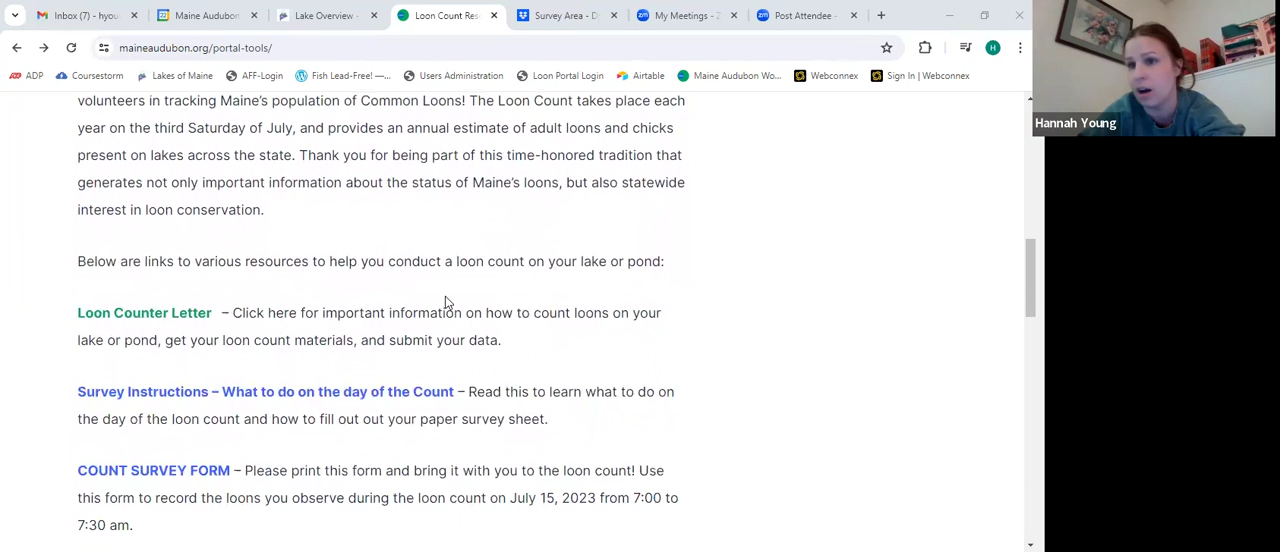 Inbox (7) - hyou
Maine Audubon
Lake Overview -
Loon Count Res
Survey Area - D
My Meetings - Z
Post Attendee -
maineaudubon.org/portal-tools/
H
ADP
Coursestorm
Lakes of Maine
AFF-Login
Fish Lead-Free! —...
Users Administration
Loon Portal Login
Airtable
Maine Audubon Wo...
Webconnex
Sign In | Webconnex
Hannah Young
volunteers in tracking Maine's population of Common Loons! The Loon Count takes place each
year on the third Saturday of July, and provides an annual estimate of adult loons and chicks
present on lakes across the state. Thank you for being part of this time-honored tradition that
generates not only important information about the status of Maine's loons, but also statewide
interest in loon conservation.
Below are links to various resources to help you conduct a loon count on your lake or pond:
Loon Counter Letter – Click here for important information on how to count loons on your
lake or pond, get your loon count materials, and submit your data.
Survey Instructions – What to do on the day of the Count – Read this to learn what to do on
the day of the loon count and how to fill out out your paper survey sheet.
COUNT SURVEY FORM – Please print this form and bring it with you to the loon count! Use
this form to record the loons you observe during the loon count on July 15, 2023 from 7:00 to
7:30 am.